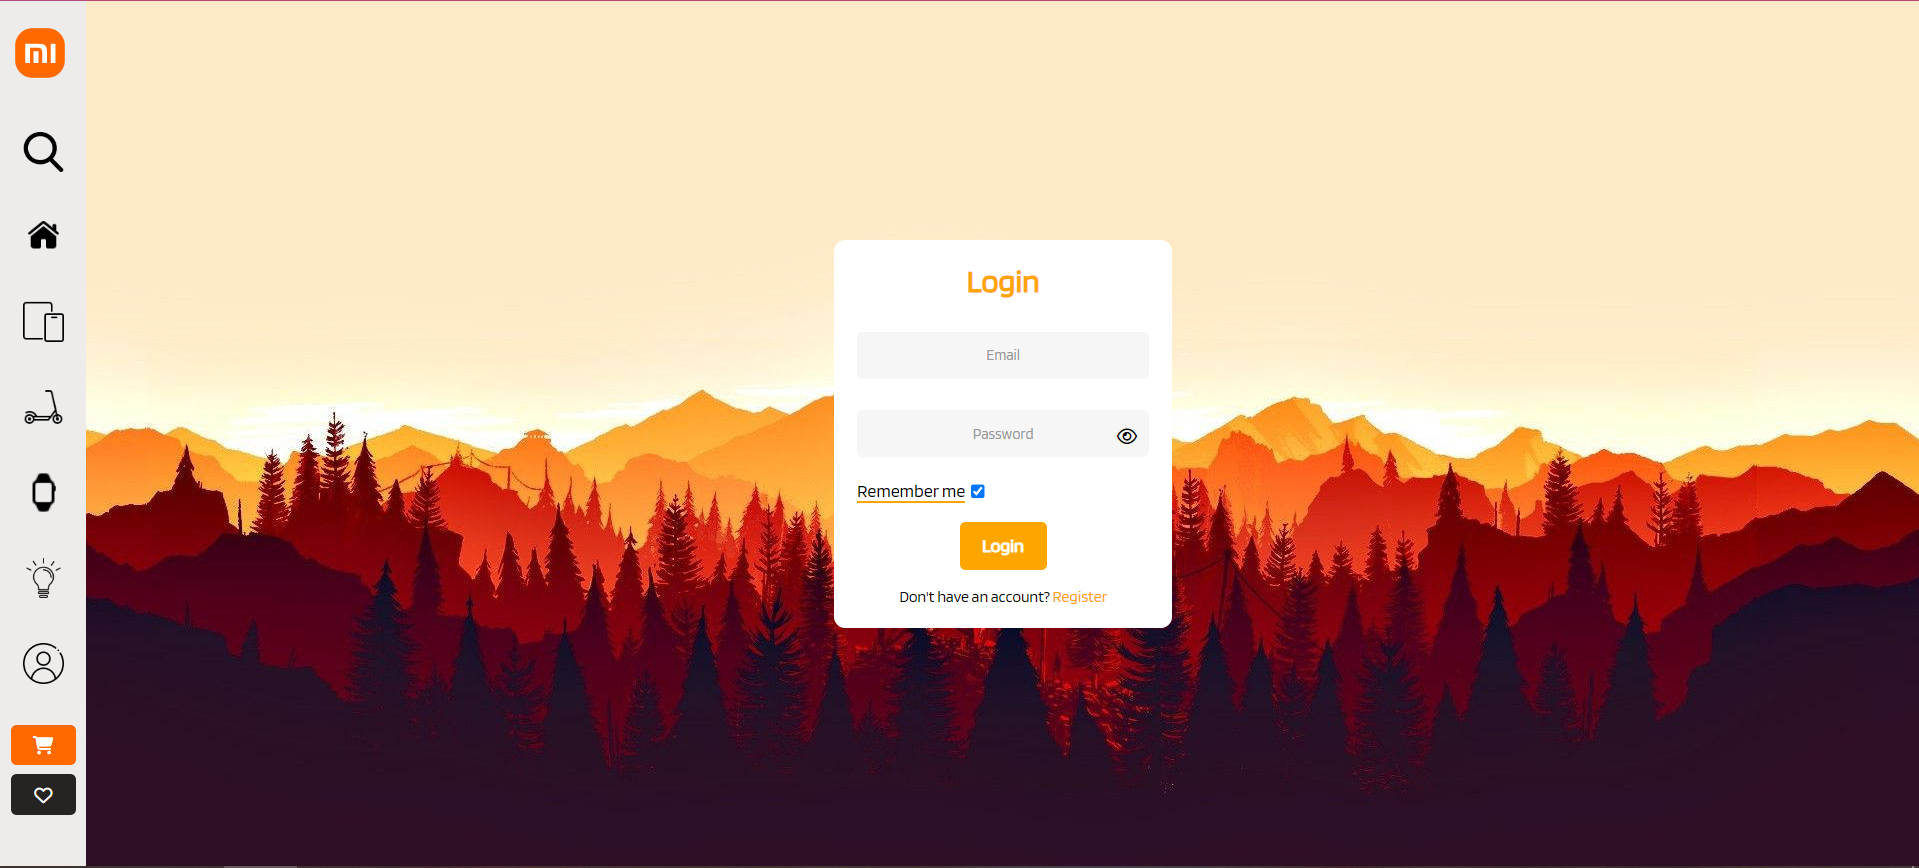 mi
Login
Email
Password
Remember me
Login
Don't have an account? Register